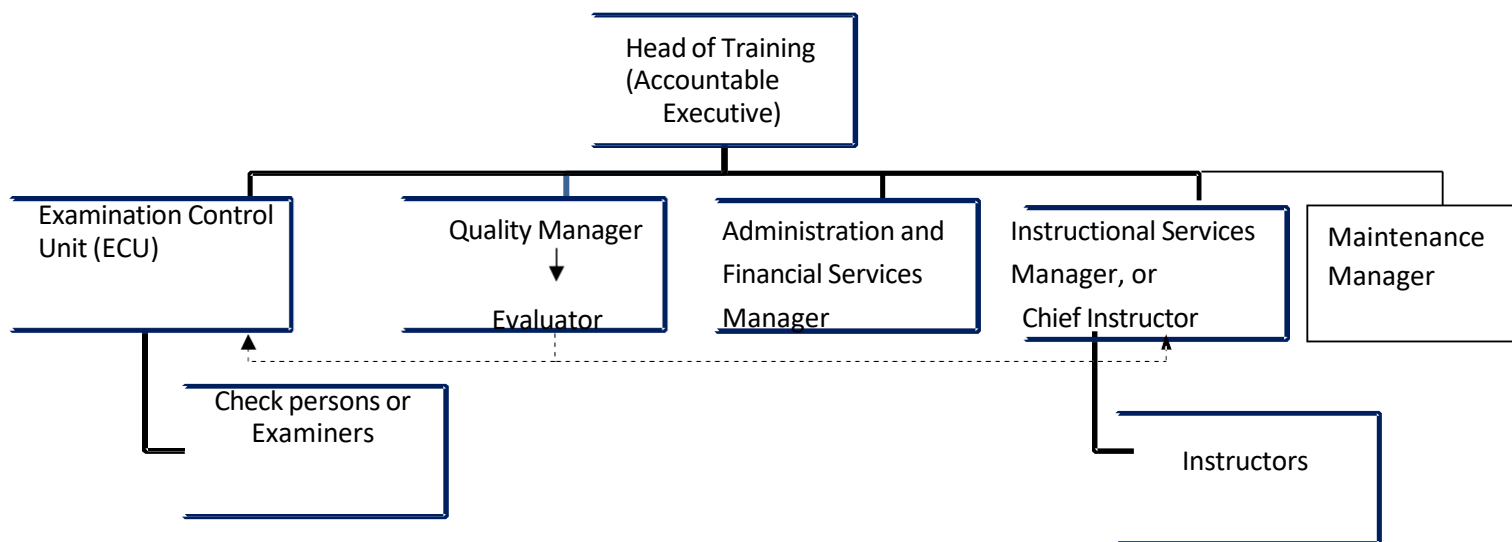 Head of Training
(Accountable
Executive)
Examination Control
Unit (ECU)
Quality Manager
Evaluator
Administration and
Financial Services
Manager
Instructional Services
Manager, or
Chief Instructor
Maintenance
Manager
Check persons or
Examiners
Instructors